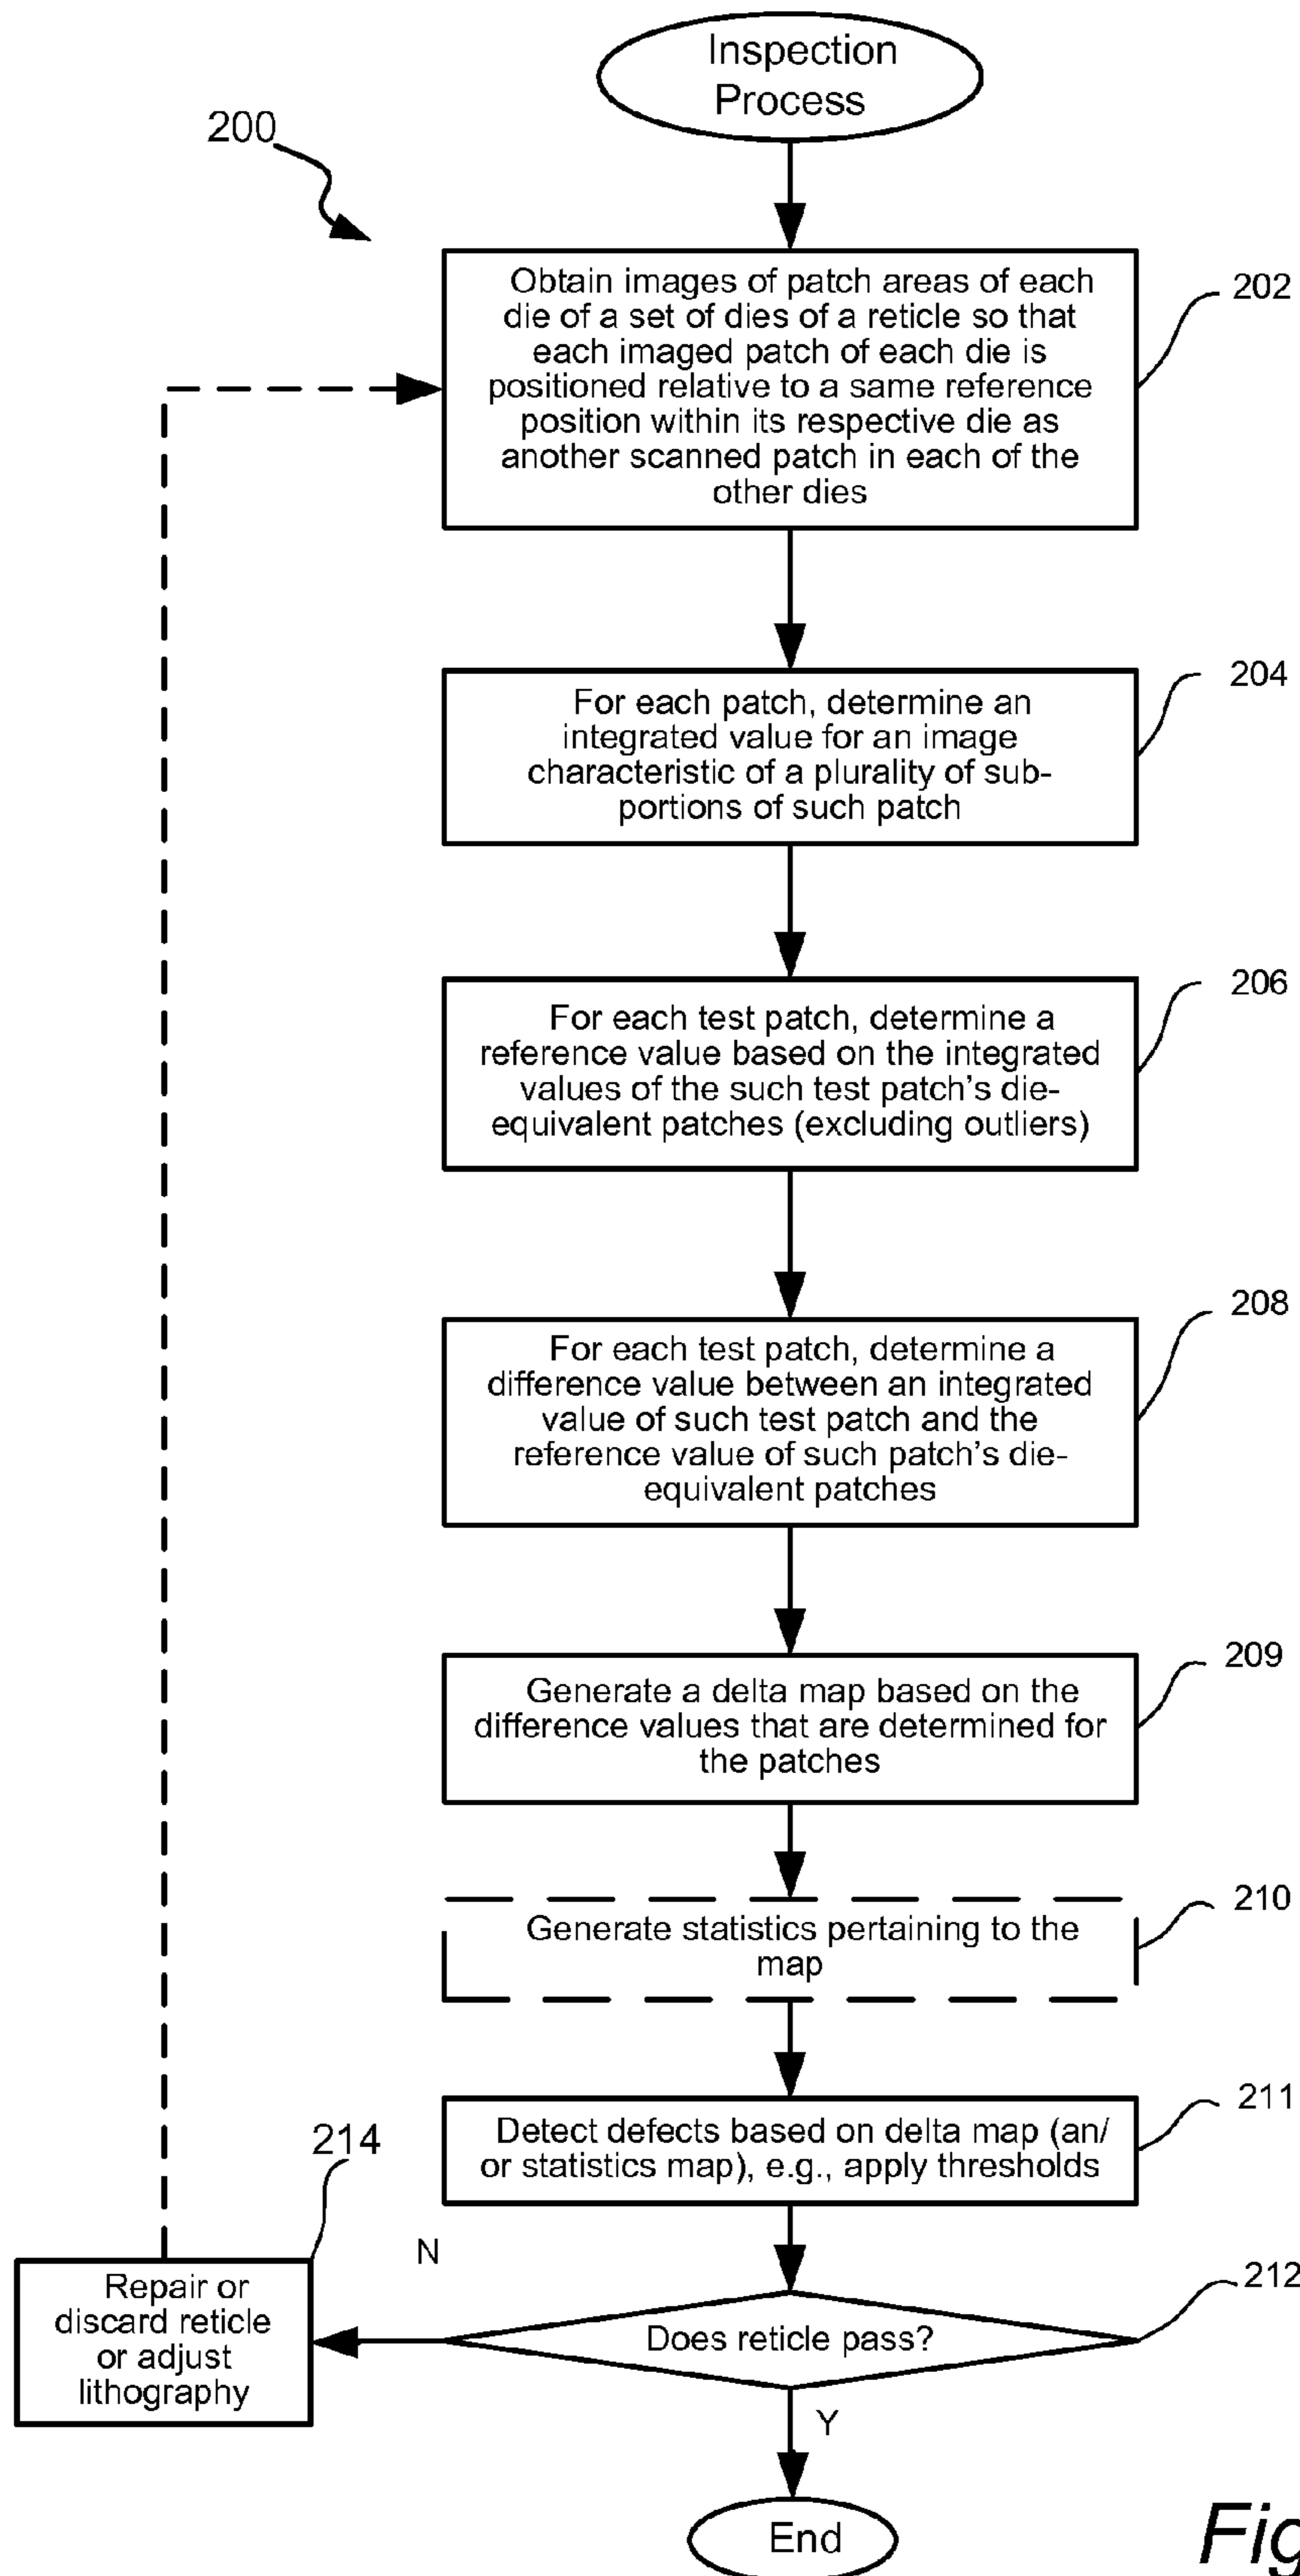 Inspection
Process
200
Obtain images of patch areas of each
die of a set of dies of a reticle so that
each imaged patch of each die is
positioned relative to a same reference
position within its respective die as
another scanned patch in each of the
other dies
202
For each patch, determine an
integrated value for an image
characteristic of a plurality of sub-
portions of such patch
204
For each test patch, determine a
reference value based on the integrated
values of the such test patch's die-
equivalent patches (excluding outliers)
206
For each test patch, determine a
difference value between an integrated
value of such test patch and the
reference value of such patch's die-
equivalent patches
208
Generate a delta map based on the
difference values that are determined for
the patches
209
Generate statistics pertaining to the
map
210
Detect defects based on delta map (an/
or statistics map), e.g., apply thresholds
211
214
N
Repair or
discard reticle
or adjust
lithography
Does reticle pass?
212
Y
End
Fig